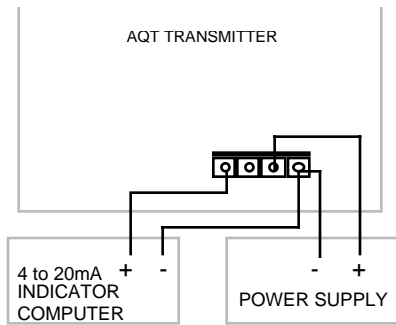 AQT TRANSMITTER
4 to 20mA + -
INDICATOR
COMPUTER
- +
POWER SUPPLY